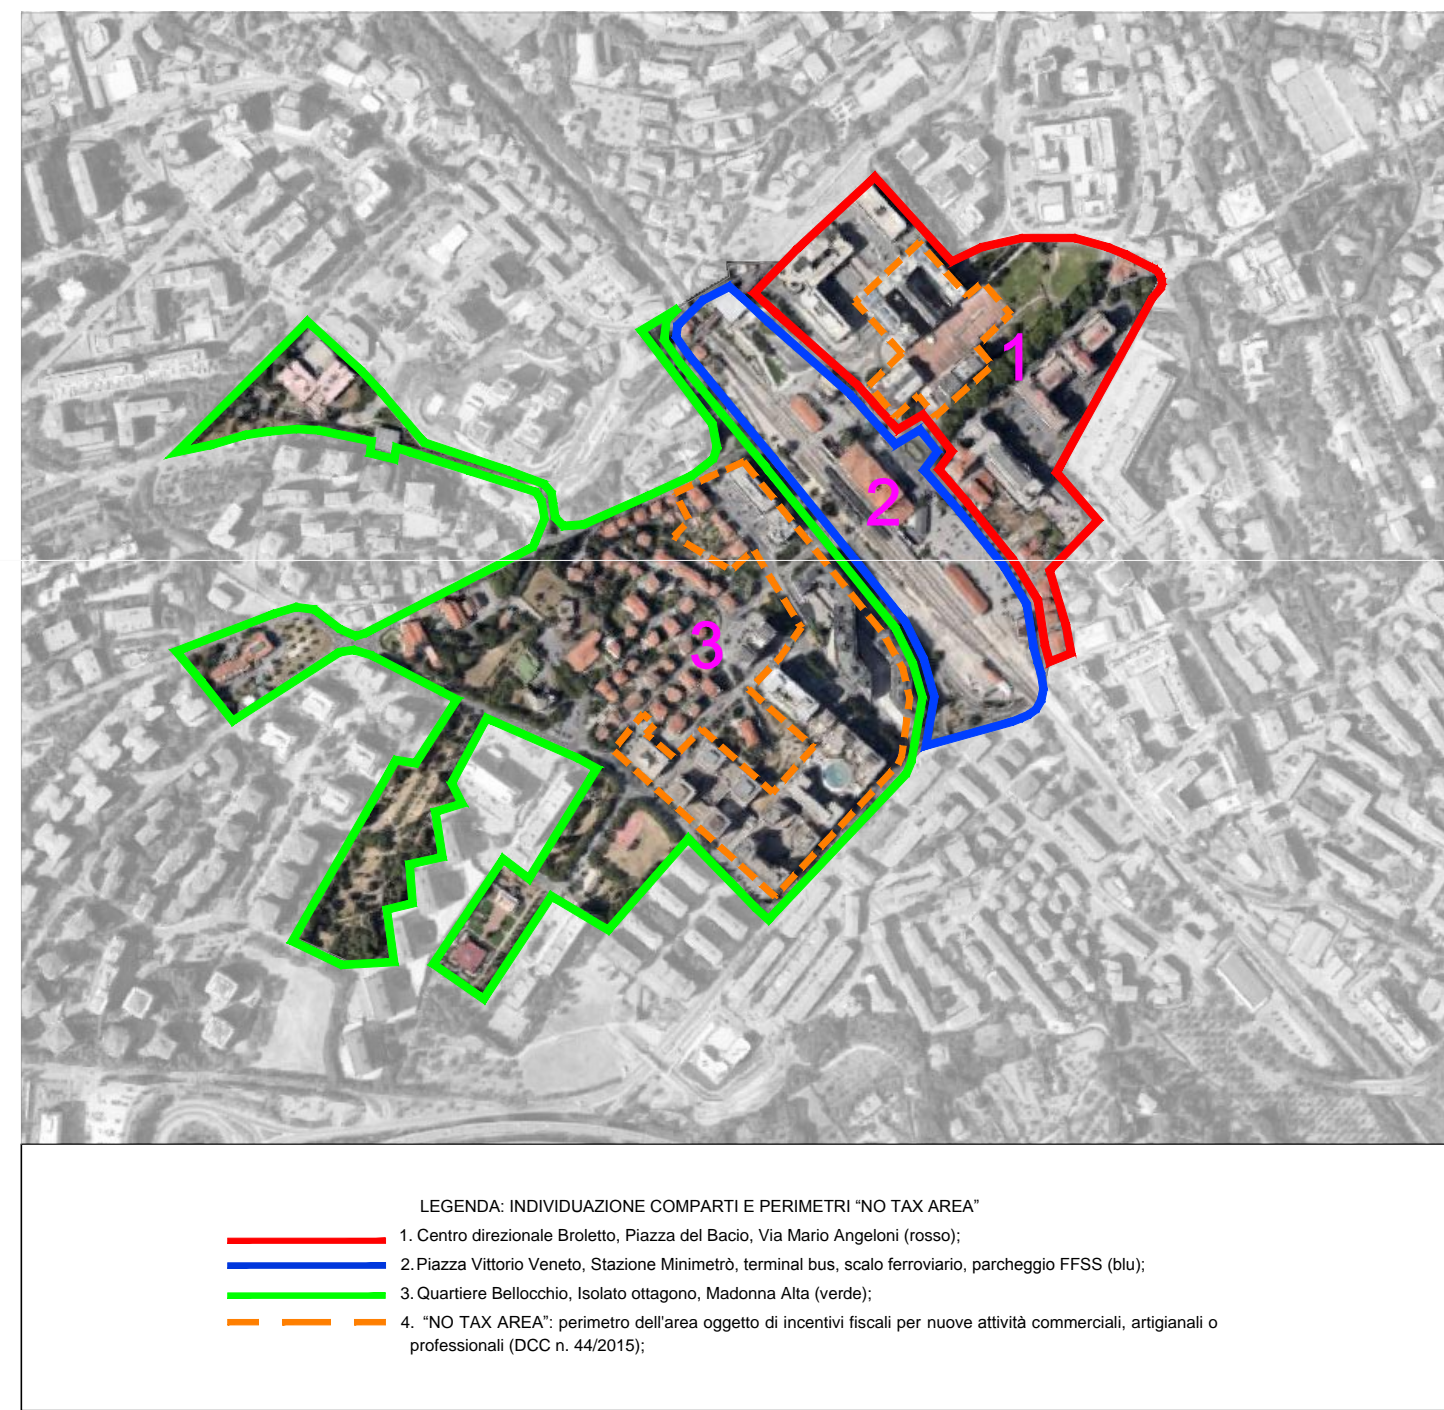 1
2
3
LEGENDA: INDIVIDUAZIONE COMPARTI E PERIMETRI “NO TAX AREA”
1. Centro direzionale Broletto, Piazza del Bacio, Via Mario Angeloni (rosso);
2. Piazza Vittorio Veneto, Stazione Minimetrò, terminal bus, scalo ferroviario, parcheggio FFSS (blu);
3. Quartiere Bellocchio, Isolato ottagono, Madonna Alta (verde);
4. “NO TAX AREA”: perimetro dell'area oggetto di incentivi fiscali per nuove attività commerciali, artigianali o
professionali (DCC n. 44/2015);